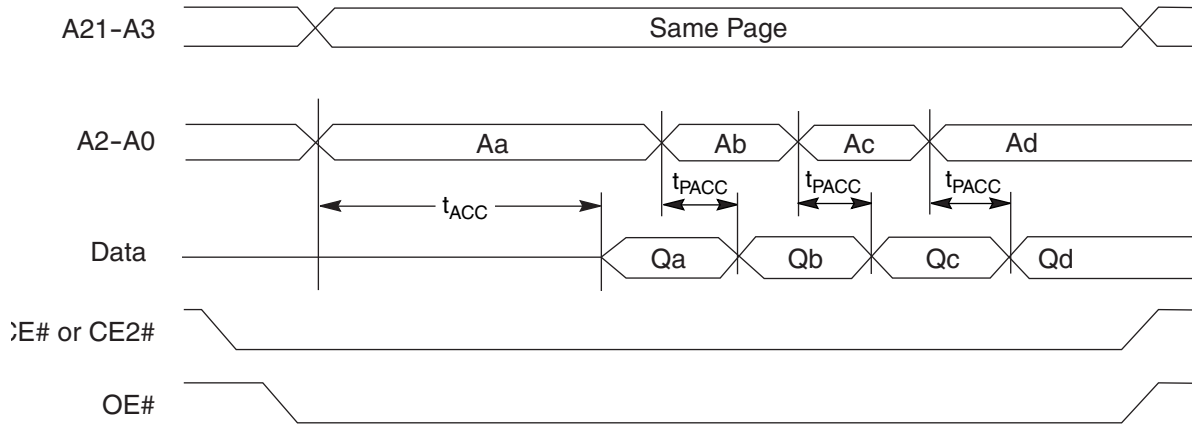 A21-A3
Same Page
A2-A0
Aa
Ab
Ac
Ad
tPACC
tPACC
tPACC
tACC
Data
Qa
Qb
Qc
Qd
CE# or CE2#
OE#